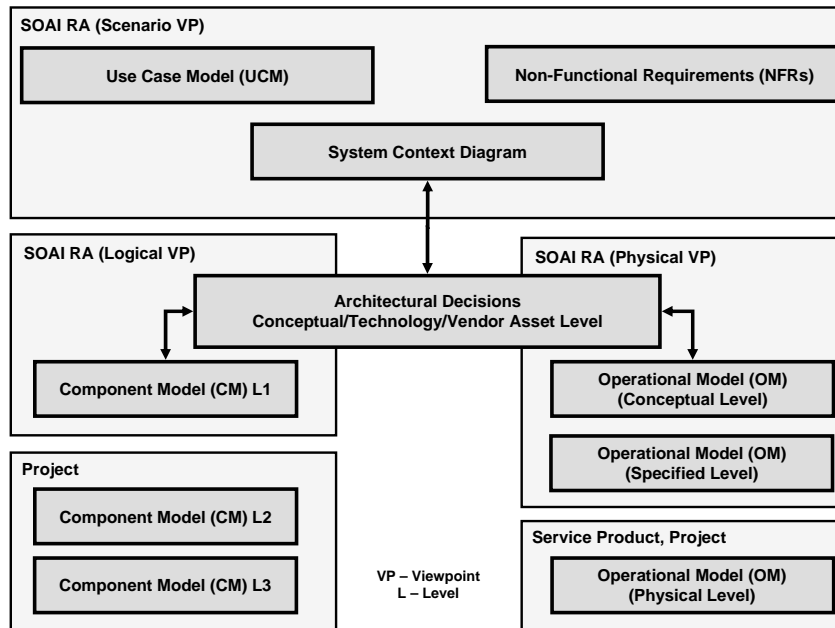 SOAI RA (Scenario VP)
Use Case Model (UCM)
Non-Functional Requirements (NFRs)
System Context Diagram
SOAI RA (Logical VP)
SOAI RA (Physical VP)
Architectural Decisions
Conceptual/Technology/Vendor Asset Level
Component Model (CM) L1
Operational Model (OM)
(Conceptual Level)
Operational Model (OM)
(Specified Level)
Project
Component Model (CM) L2
Component Model (CM) L3
VP – Viewpoint
L – Level
Service Product, Project
Operational Model (OM)
(Physical Level)